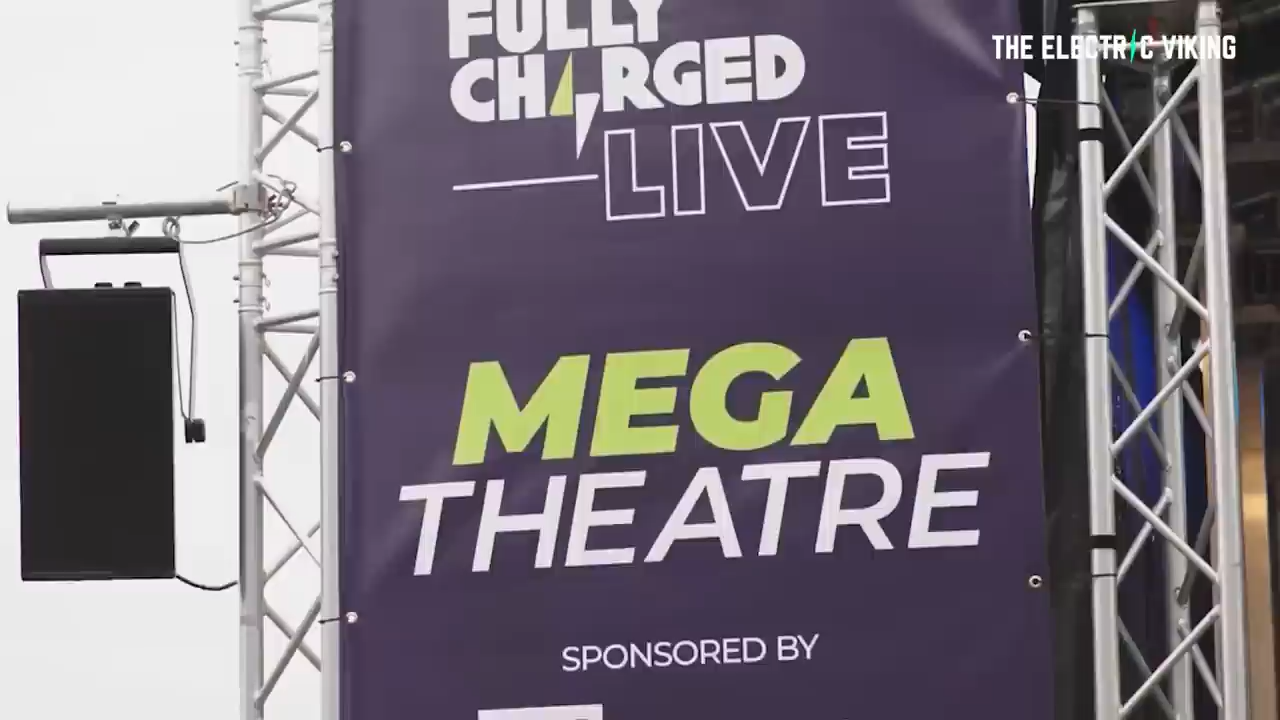 THE ELECTRIC VIKING
FULLY
CHARGED
LIVE
MEGA
THEATRE
SPONSORED BY